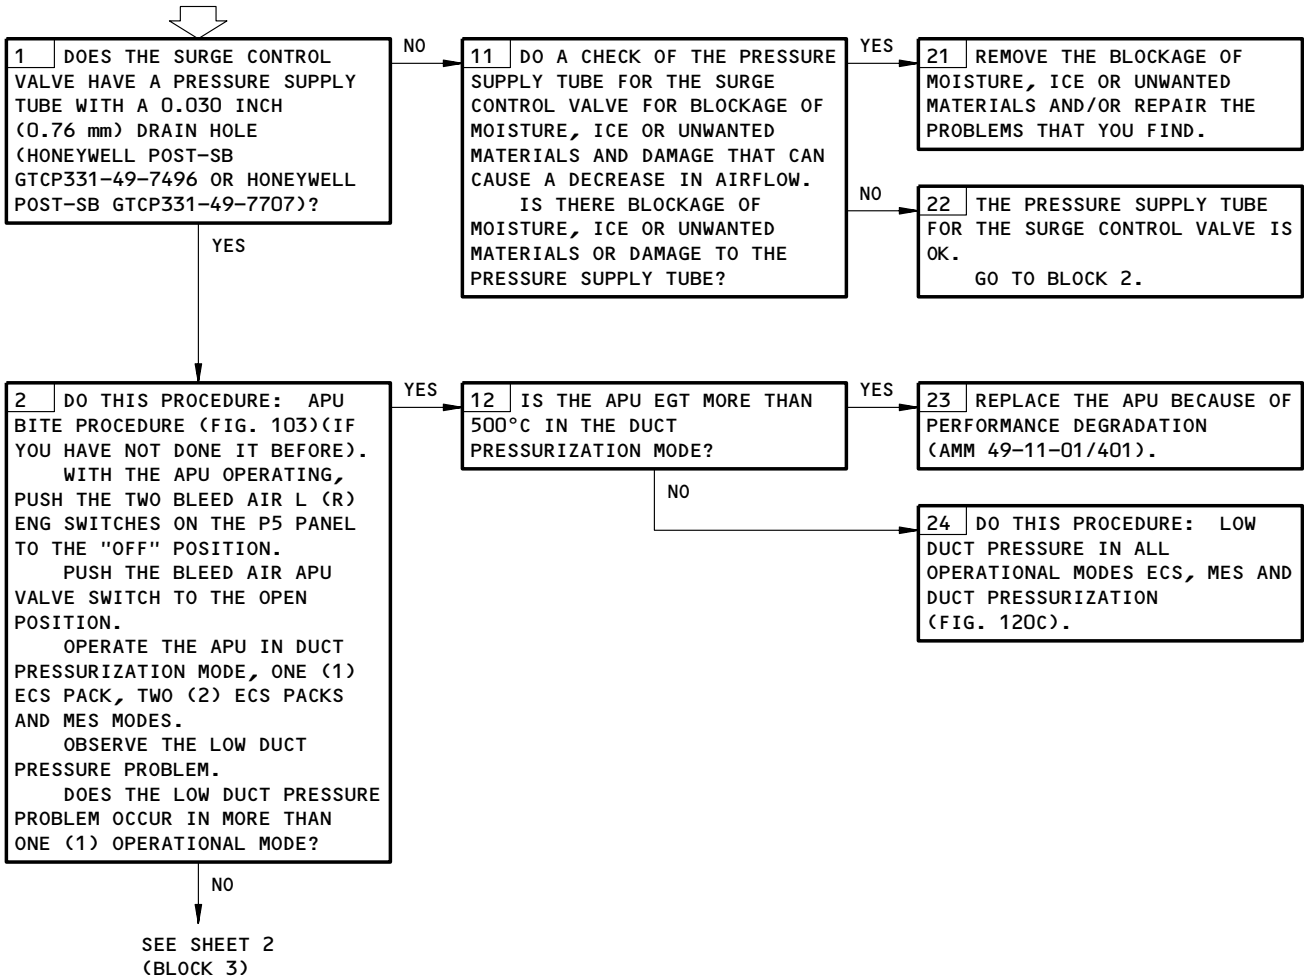 1 DOES THE SURGE CONTROL
VALVE HAVE A PRESSURE SUPPLY
TUBE WITH A 0.030 INCH
(0.76 mm) DRAIN HOLE
(HONEYWELL POST-SB
GTCP331-49-7496 OR HONEYWELL
POST-SB GTCP331-49-7707)?
NO
11 DO A CHECK OF THE PRESSURE
SUPPLY TUBE FOR THE SURGE
CONTROL VALVE FOR BLOCKAGE OF
MOISTURE, ICE OR UNWANTED
MATERIALS AND DAMAGE THAT CAN
CAUSE A DECREASE IN AIRFLOW.
IS THERE BLOCKAGE OF
MOISTURE, ICE OR UNWANTED
MATERIALS OR DAMAGE TO THE
PRESSURE SUPPLY TUBE?
YES
21 REMOVE THE BLOCKAGE OF
MOISTURE, ICE OR UNWANTED
MATERIALS AND/OR REPAIR THE
PROBLEMS THAT YOU FIND.
NO
22 THE PRESSURE SUPPLY TUBE
FOR THE SURGE CONTROL VALVE IS
OK.
GO TO BLOCK 2.
YES
2 DO THIS PROCEDURE: APU
BITE PROCEDURE (FIG. 103)(IF
YOU HAVE NOT DONE IT BEFORE).
WITH THE APU OPERATING,
PUSH THE TWO BLEED AIR L (R)
ENG SWITCHES ON THE P5 PANEL
TO THE "OFF" POSITION.
PUSH THE BLEED AIR APU
VALVE SWITCH TO THE OPEN
POSITION.
OPERATE THE APU IN DUCT
PRESSURIZATION MODE, ONE (1)
ECS PACK, TWO (2) ECS PACKS
AND MES MODES.
OBSERVE THE LOW DUCT
PRESSURE PROBLEM.
DOES THE LOW DUCT PRESSURE
PROBLEM OCCUR IN MORE THAN
ONE (1) OPERATIONAL MODE?
YES
12 IS THE APU EGT MORE THAN
500°C IN THE DUCT
PRESSURIZATION MODE?
YES
23 REPLACE THE APU BECAUSE OF
PERFORMANCE DEGRADATION
(AMM 49-11-01/401).
NO
24 DO THIS PROCEDURE: LOW
DUCT PRESSURE IN ALL
OPERATIONAL MODES ECS, MES AND
DUCT PRESSURIZATION
(FIG. 120C).
NO
SEE SHEET 2
(BLOCK 3)